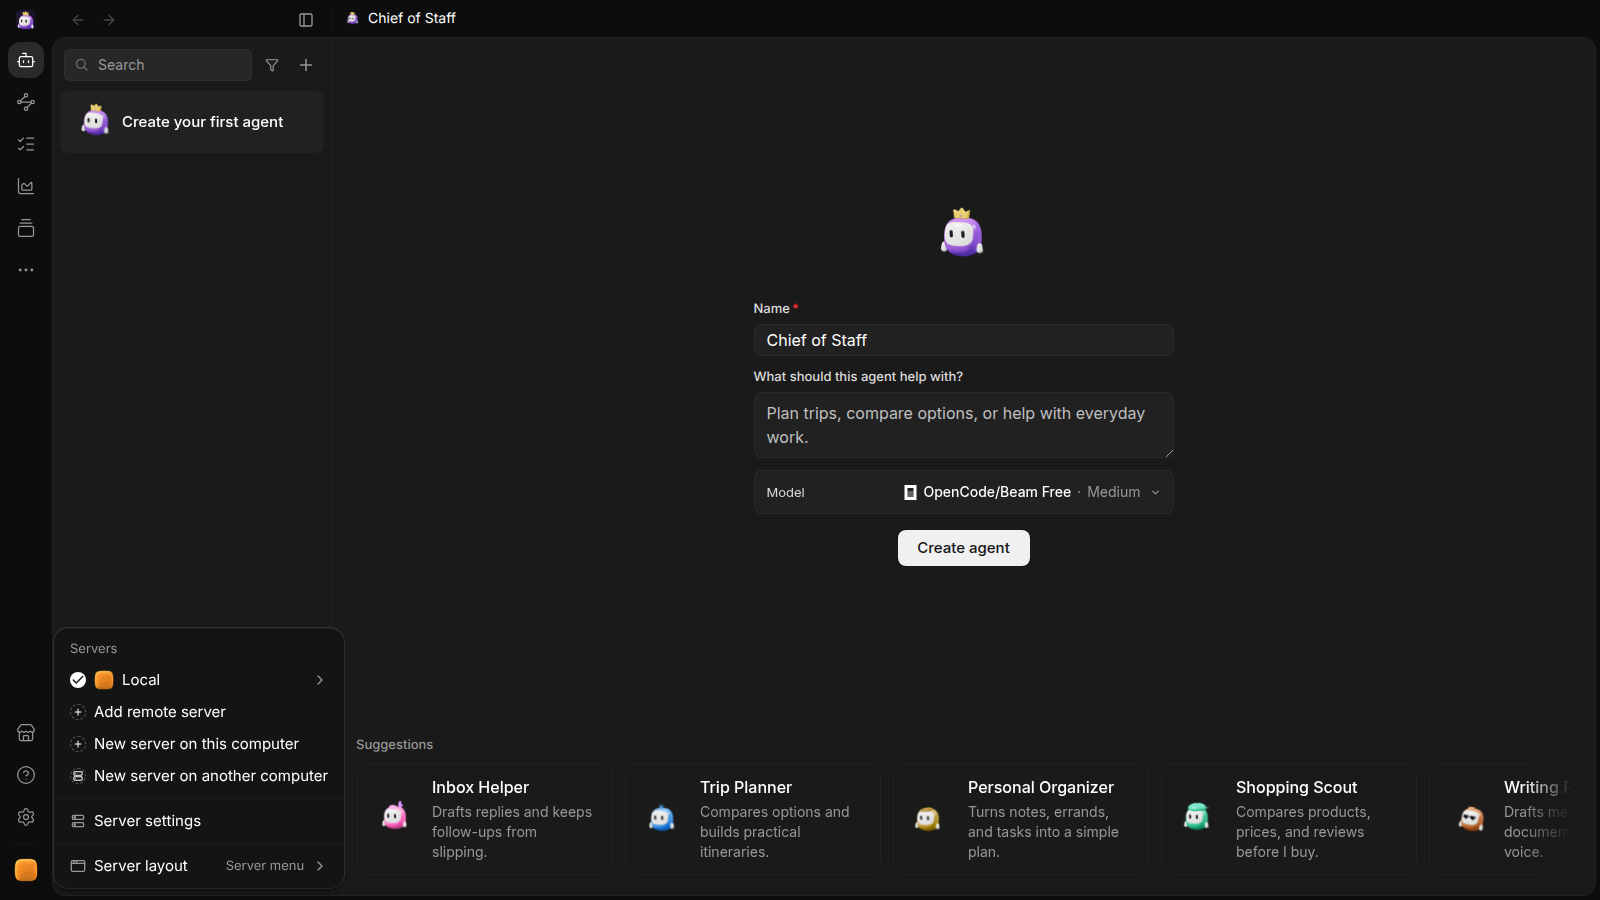 Chief of Staff
Search
Create your first agent
Name *
Chief of Staff
What should this agent help with?
Plan trips, compare options, or help with everyday
work.
Model
OpenCode/Beam Free · Medium
Create agent
Servers
Local
Add remote server
New server on this computer
New server on another computer
Server settings
Server layout
Server menu
Suggestions
Inbox Helper
Drafts replies and keeps
follow-ups from
slipping.
Trip Planner
Compares options and
builds practical
itineraries.
Personal Organizer
Turns notes, errands,
and tasks into a simple
plan.
Shopping Scout
Compares products,
prices, and reviews
before I buy.
Writing
Drafts
voice.